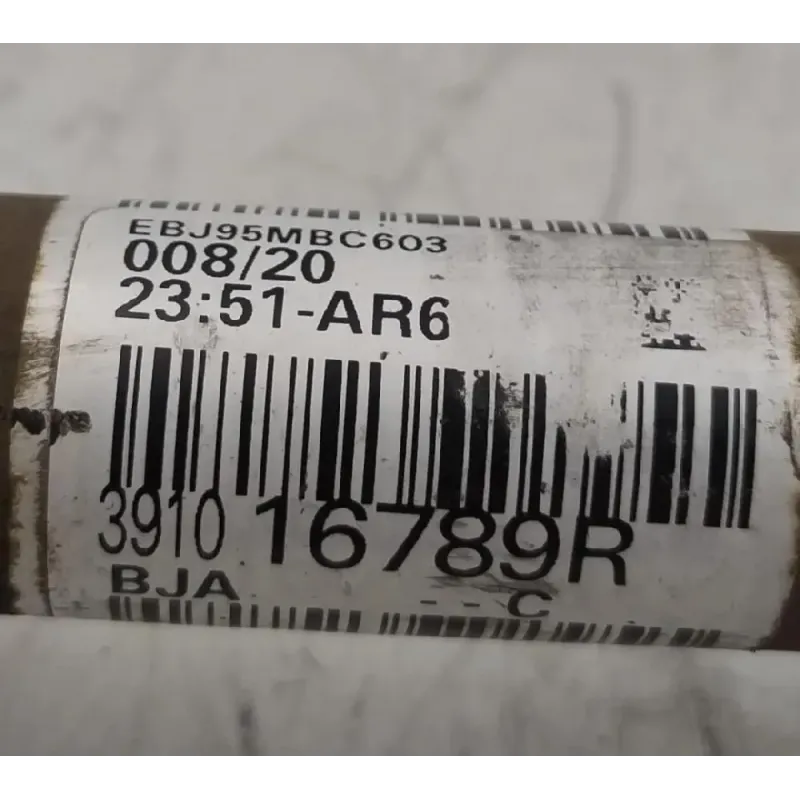 EBJ95MBC603
008/20
23:51-AR6
3910 16789R
BJA - - C